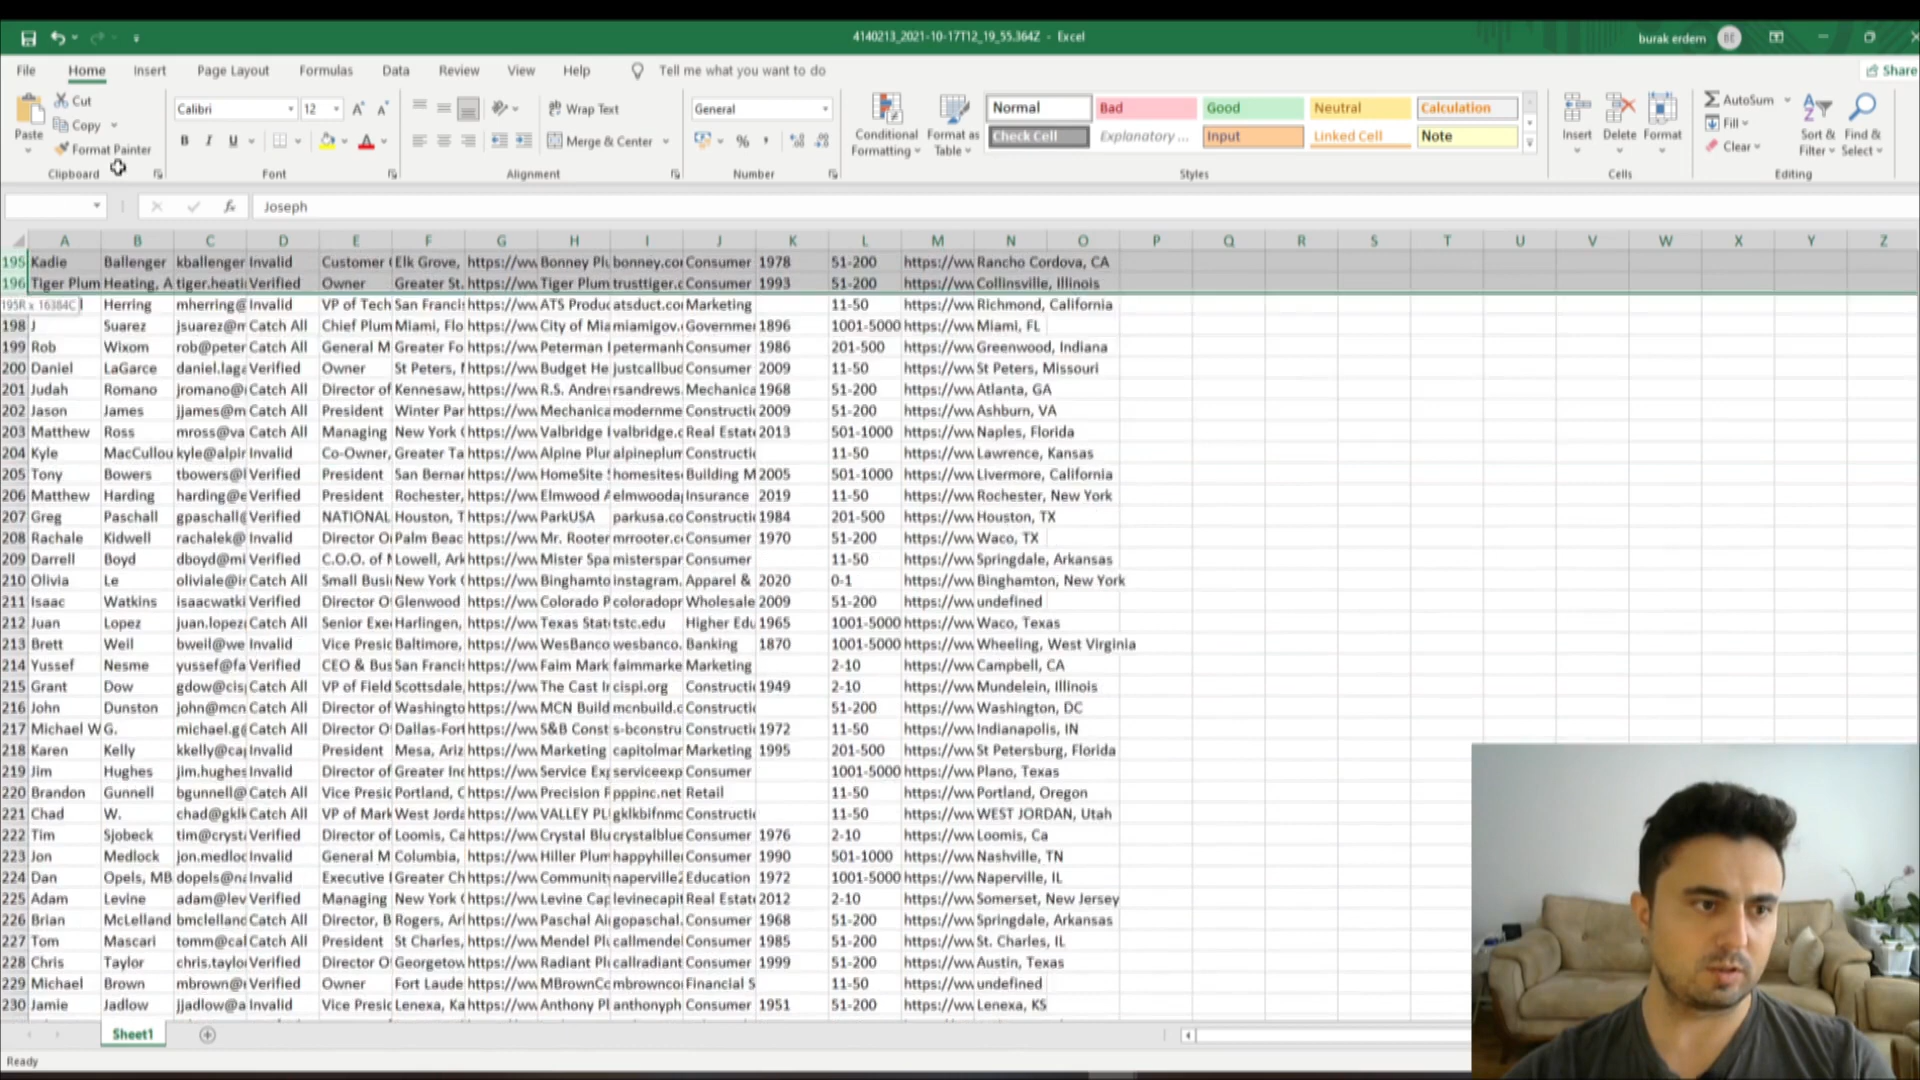 4140213_2021-10-17T12_19_55.364Z - Excel
burak erdem BE
File Home Insert Page Layout Formulas Data Review View Help Tell me what you want to do Share
Paste Cut Copy Format Painter Clipboard
Calibri 12 B I U Font
Wrap Text Merge & Center Alignment
General % Number
Conditional Formatting Format as Table
Normal Bad Good Neutral Calculation
Check Cell Explanatory ... Input Linked Cell Note
Styles
Insert Delete Format Cells
AutoSum Fill Clear Sort & Filter Find & Select Editing
fx Joseph
A B C D E F G H I J K L M N O P Q R S T U V W X Y Z
195 Kadie Ballenger kballenger Invalid Customer Elk Grove, https://ww Bonney Plu bonney.co Consumer 1978 51-200 https://ww Rancho Cordova, CA
196 Tiger Plum Heating, A tiger.heati Verified Owner Greater St. https://ww Tiger Plum trusttiger.c Consumer 1993 51-200 https://ww Collinsville, Illinois
195R x 16384C Herring mherring@ Invalid VP of Tech San Francis https://ww ATS Produc atsduct.co Marketing 11-50 https://ww Richmond, California
198 J Suarez jsuarez@m Catch All Chief Plum Miami, Flo https://ww City of Mia miamigov. Governme 1896 1001-5000 https://ww Miami, FL
199 Rob Wixom rob@peter Catch All General M Greater Fo https://ww Peterman petermanh Consumer 1986 201-500 https://ww Greenwood, Indiana
200 Daniel LaGarce daniel.laga Verified Owner St Peters, https://ww Budget He justcallbud Consumer 2009 11-50 https://ww St Peters, Missouri
201 Judah Romano jromano@ Catch All Director of Kennesaw, https://ww R.S. Andre rsandrews. Mechanica 1968 51-200 https://ww Atlanta, GA
202 Jason James jjames@m Catch All President Winter Par https://ww Mechanica modernme Constructi 2009 51-200 https://ww Ashburn, VA
203 Matthew Ross mross@va Catch All Managing New York https://ww Valbridge valbridge.c Real Estat 2013 501-1000 https://ww Naples, Florida
204 Kyle MacCullou kyle@alpi Invalid Co-Owner, Greater Ta https://ww Alpine Plu alpineplum Constructi 11-50 https://ww Lawrence, Kansas
205 Tony Bowers tbowers@ Verified President San Berna https://ww HomeSite homesites Building M 2005 501-1000 https://ww Livermore, California
206 Matthew Harding harding@e Verified President Rochester, https://ww Elmwood A elmwooda Insurance 2019 11-50 https://ww Rochester, New York
207 Greg Paschall gpaschall@ Verified NATIONAL Houston, T https://ww ParkUSA parkusa.co Constructi 1984 201-500 https://ww Houston, TX
208 Rachale Kidwell rachalek@ Invalid Director O Palm Beac https://ww Mr. Rooter mrrooter.c Consumer 1970 51-200 https://ww Waco, TX
209 Darrell Boyd dboyd@mi Verified C.O.O. of Lowell, Ark https://ww Mister Spa misterspar Consumer 11-50 https://ww Springdale, Arkansas
210 Olivia Le oliviale@i Catch All Small Busi New York https://ww Binghamto instagram. Apparel & 2020 0-1 https://ww Binghamton, New York
211 Isaac Watkins isaacwatki Verified Director O Glenwood https://ww Colorado P coloradopr Wholesale 2009 51-200 https://ww undefined
212 Juan Lopez juan.lopez Catch All Senior Exe Harlingen, https://ww Texas Stat tstc.edu Higher Edu 1965 1001-5000 https://ww Waco, Texas
213 Brett Weil bweil@we Invalid Vice Presid Baltimore, https://ww WesBanco wesbanco. Banking 1870 1001-5000 https://ww Wheeling, West Virginia
214 Yussef Nesme yussef@fa Verified CEO & Bus San Francis https://ww Faim Mark faimmarke Marketing 2-10 https://ww Campbell, CA
215 Grant Dow gdow@cis Catch All VP of Field Scottsdale, https://ww The Cast Ir cispi.org Constructi 1949 2-10 https://ww Mundelein, Illinois
216 John Dunston john@mcn Catch All Director of Washingto https://ww MCN Build mcnbuild.c Constructi 51-200 https://ww Washington, DC
217 Michael W G. michael.g@ Catch All Director O Dallas-Fort https://ww S&B Const s-bconstru Constructi 1972 11-50 https://ww Indianapolis, IN
218 Karen Kelly kkelly@ca Invalid President Mesa, Ariz https://ww Marketing capitolmar Marketing 1995 201-500 https://ww St Petersburg, Florida
219 Jim Hughes jim.hughes Invalid Director of Greater Inc https://ww Service Exp serviceexp Consumer 1001-5000 https://ww Plano, Texas
220 Brandon Gunnell bgunnell@ Catch All Vice Presid Portland, C https://ww Precision F pppinc.net Retail 11-50 https://ww Portland, Oregon
221 Chad W. chad@gkl Catch All VP of Mark West Jorda https://ww VALLEY PL gklkbifnmc Constructi 11-50 https://ww WEST JORDAN, Utah
222 Tim Sjobeck tim@cryst Verified Director of Loomis, Ca https://ww Crystal Blu crystalblue Consumer 1976 2-10 https://ww Loomis, Ca
223 Jon Medlock jon.medloc Invalid General M Columbia, https://ww Hiller Plum happyhille Consumer 1990 501-1000 https://ww Nashville, TN
224 Dan Opels, MB dopels@na Verified Executive Greater Ch https://ww Community naperville2 Education 1972 1001-5000 https://ww Naperville, IL
225 Adam Levine adam@lev Verified Managing New York https://ww Levine Cap levinecapit Real Estat 2012 2-10 https://ww Somerset, New Jersey
226 Brian McLelland bmclelland Catch All Director, B Rogers, Ar https://ww Paschal Ai gopaschal. Consumer 1968 51-200 https://ww Springdale, Arkansas
227 Tom Mascari tomm@cal Catch All President St Charles, https://ww Mendel Pl callmendel Consumer 1985 51-200 https://ww St. Charles, IL
228 Chris Taylor chris.taylo Verified Director O Georgetow https://ww Radiant Pl callradiant Consumer 1999 51-200 https://ww Austin, Texas
229 Michael Brown mbrown@ Verified Owner Fort Laude https://ww MBrownCo mbrownco Financial S 11-50 https://ww undefined
230 Jamie Jadlow jjadlow@a Invalid Vice Presid Lenexa, Ka https://ww Anthony Pl anthonyph Consumer 1951 51-200 https://ww Lenexa, KS
Sheet1
Ready